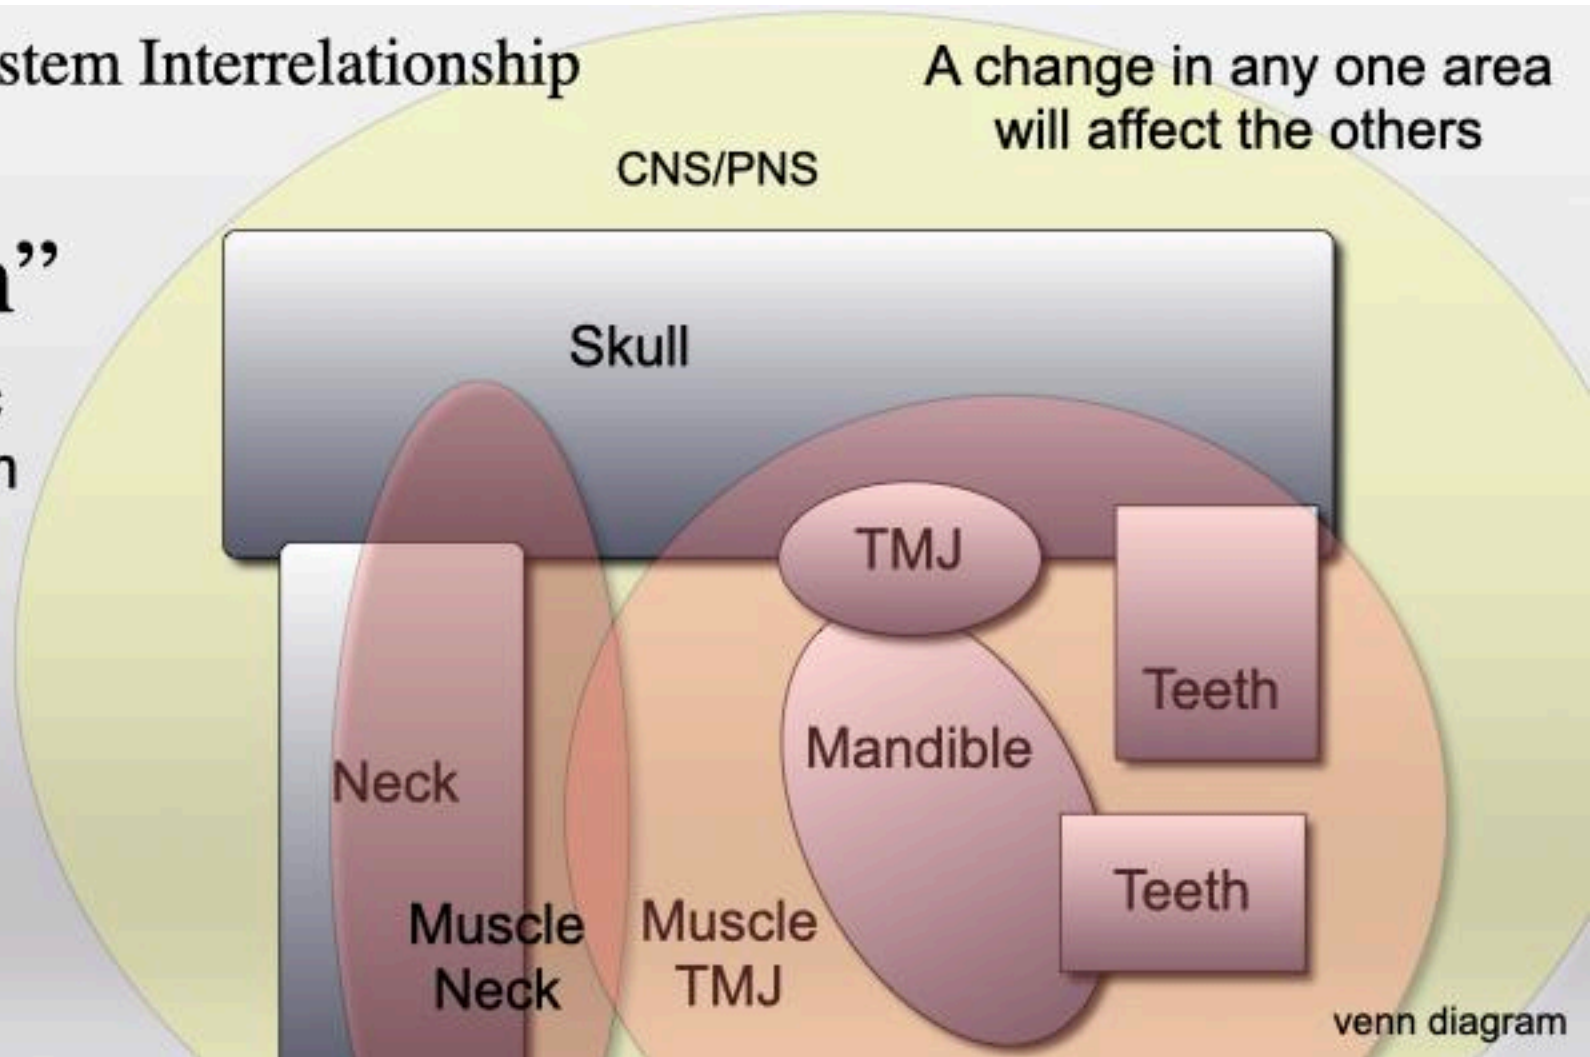 stem Interrelationship
A change in any one area
will affect the others
CNS/PNS
Skull
TMJ
Teeth
Mandible
Neck
Teeth
Muscle
Neck
Muscle
TMJ
venn diagram